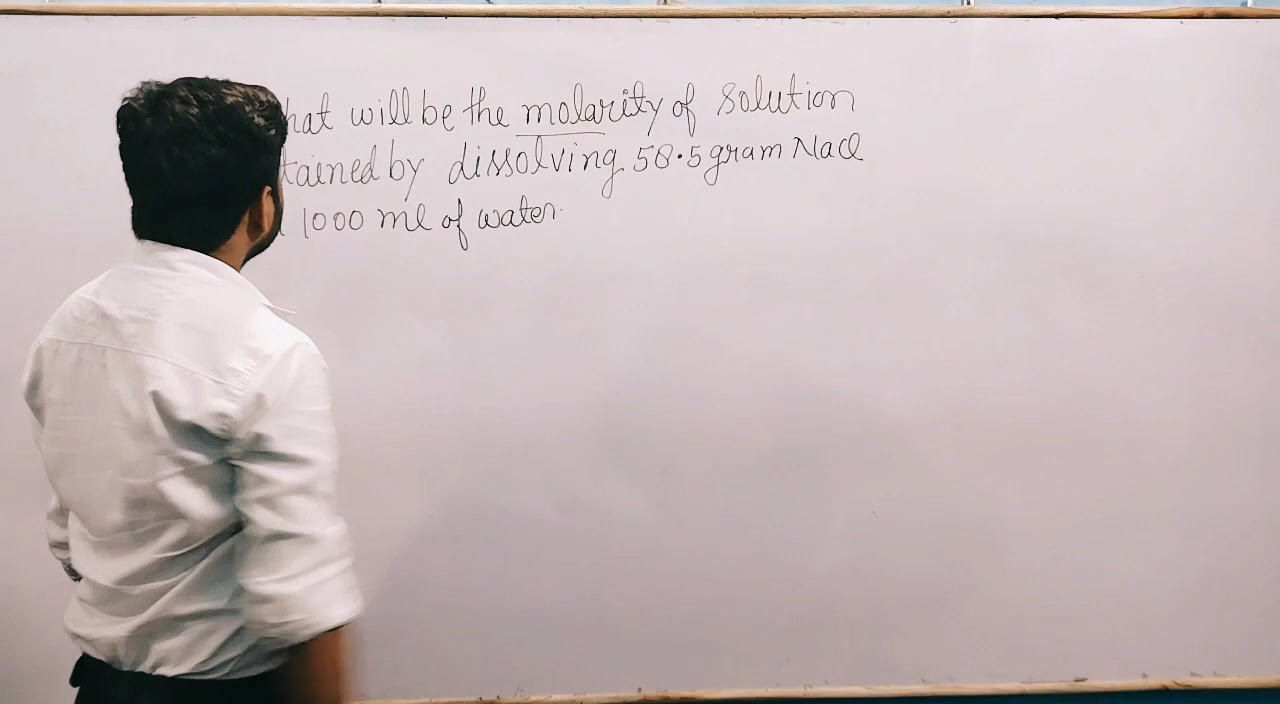 hat will be the molarity of solution
tained by dissolving 58.5 gram NaCl
1000 ml of water.